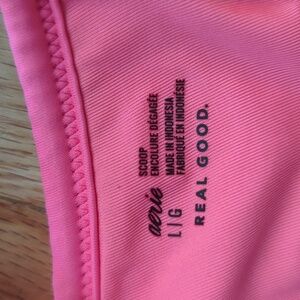 aerie
L | G
SCOOP
ENCOLURE DÉGAGÉE
MADE IN INDONESIA
FABRIQUÉ EN INDONÉSIE
REAL GOOD.